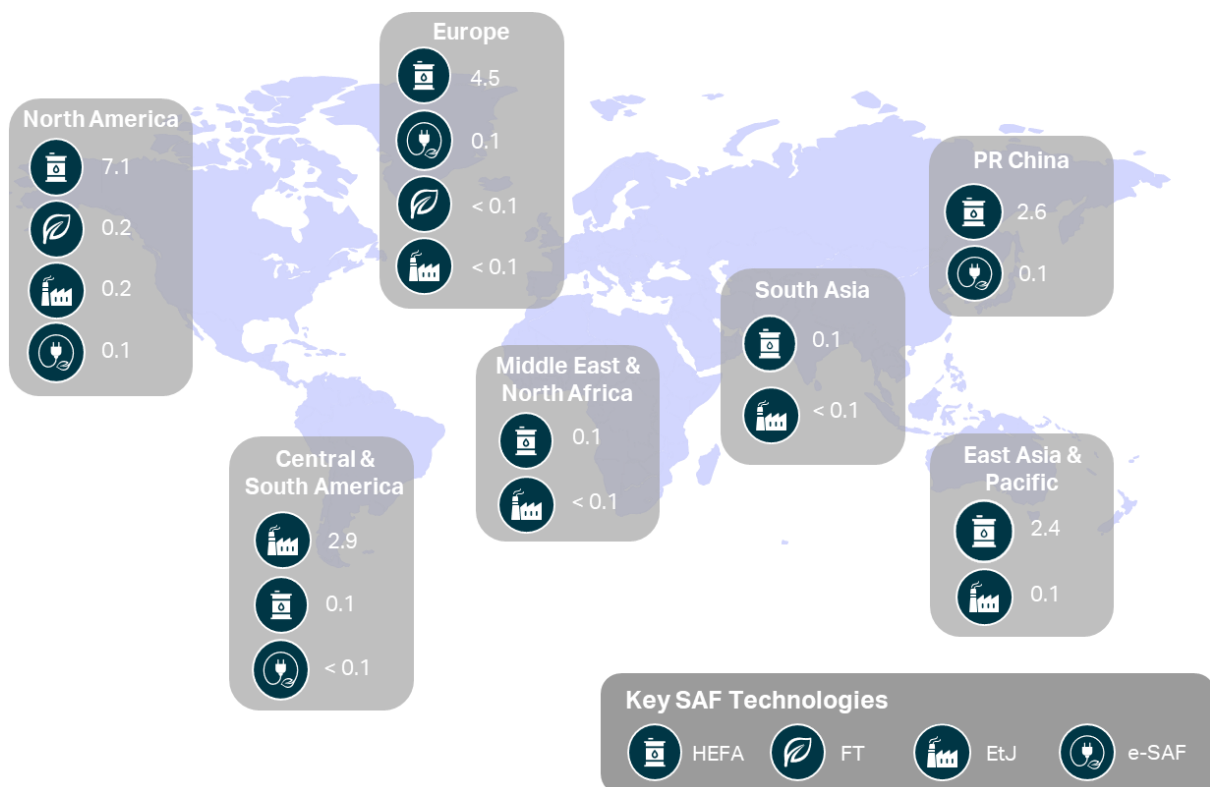 Europe
4.5
0.1
< 0.1
< 0.1
North America
7.1
0.2
0.2
0.1
PR China
2.6
0.1
South Asia
0.1
< 0.1
Middle East &
North Africa
0.1
< 0.1
Central &
South America
2.9
0.1
< 0.1
East Asia &
Pacific
2.4
0.1
Key SAF Technologies
HEFA FT EtJ e-SAF